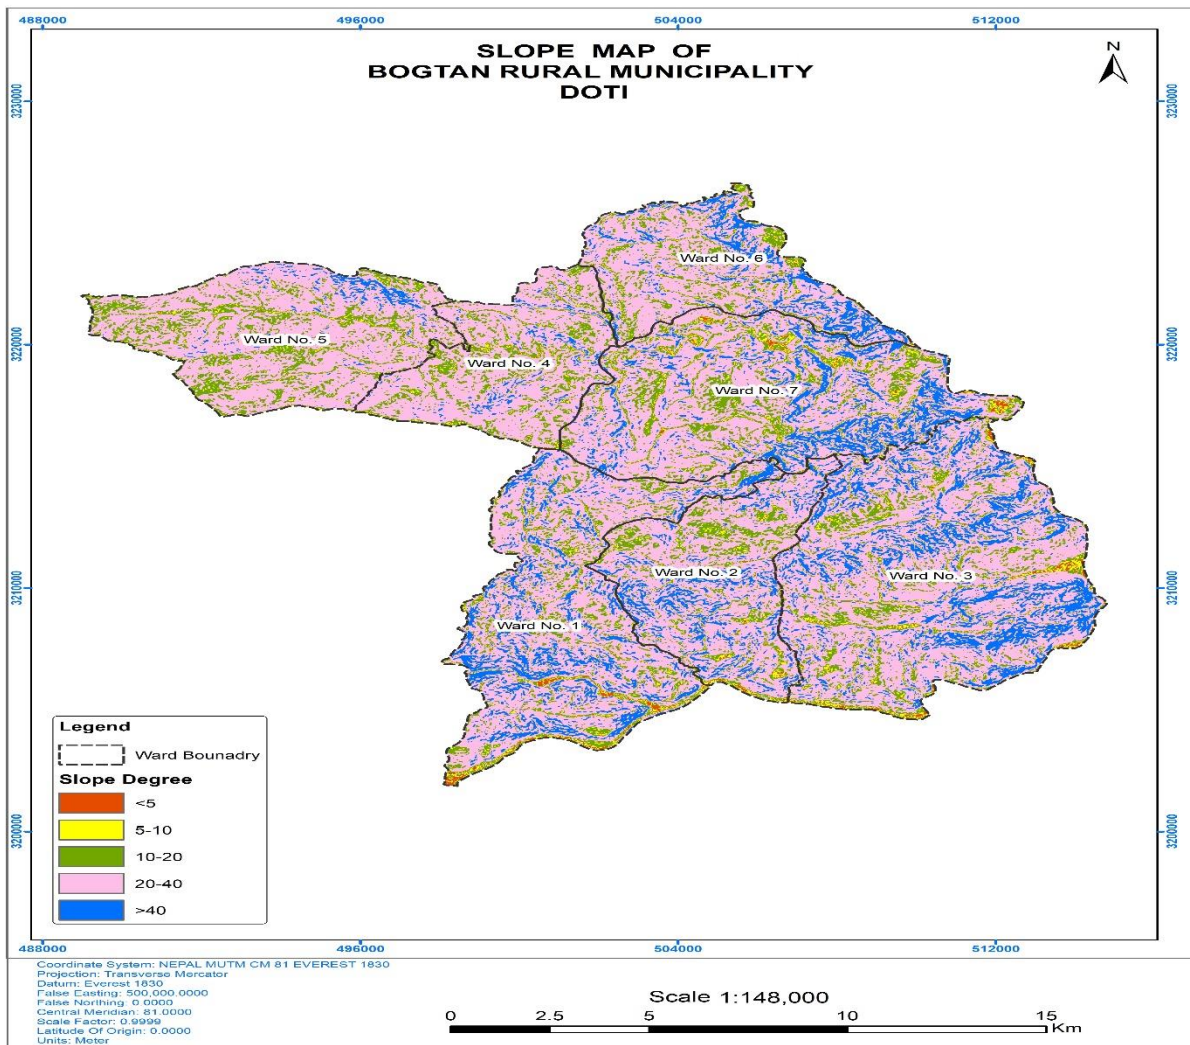 488000 496000 504000 512000
SLOPE MAP OF
BOGTAN RURAL MUNICIPALITY
DOTI
N
3230000 3230000
Ward No. 6
Ward No. 5
3220000 3220000
Ward No. 4
Ward No. 7
Ward No. 2
Ward No. 3
3210000 3210000
Ward No. 1
Legend
Ward Bounadry
Slope Degree
<5
5-10
10-20
20-40
>40
3200000 3200000
488000 496000 504000 512000
Coordinate System: NEPAL MUTM CM 81 EVEREST 1830
Projection: Transverse Mercator
Datum: Everest 1830
False Easting: 500,000.0000
False Northing: 0.0000
Central Meridian: 81.0000
Scale Factor: 0.9999
Latitude Of Origin: 0.0000
Units: Meter
Scale 1:148,000
0 2.5 5 10 15
Km